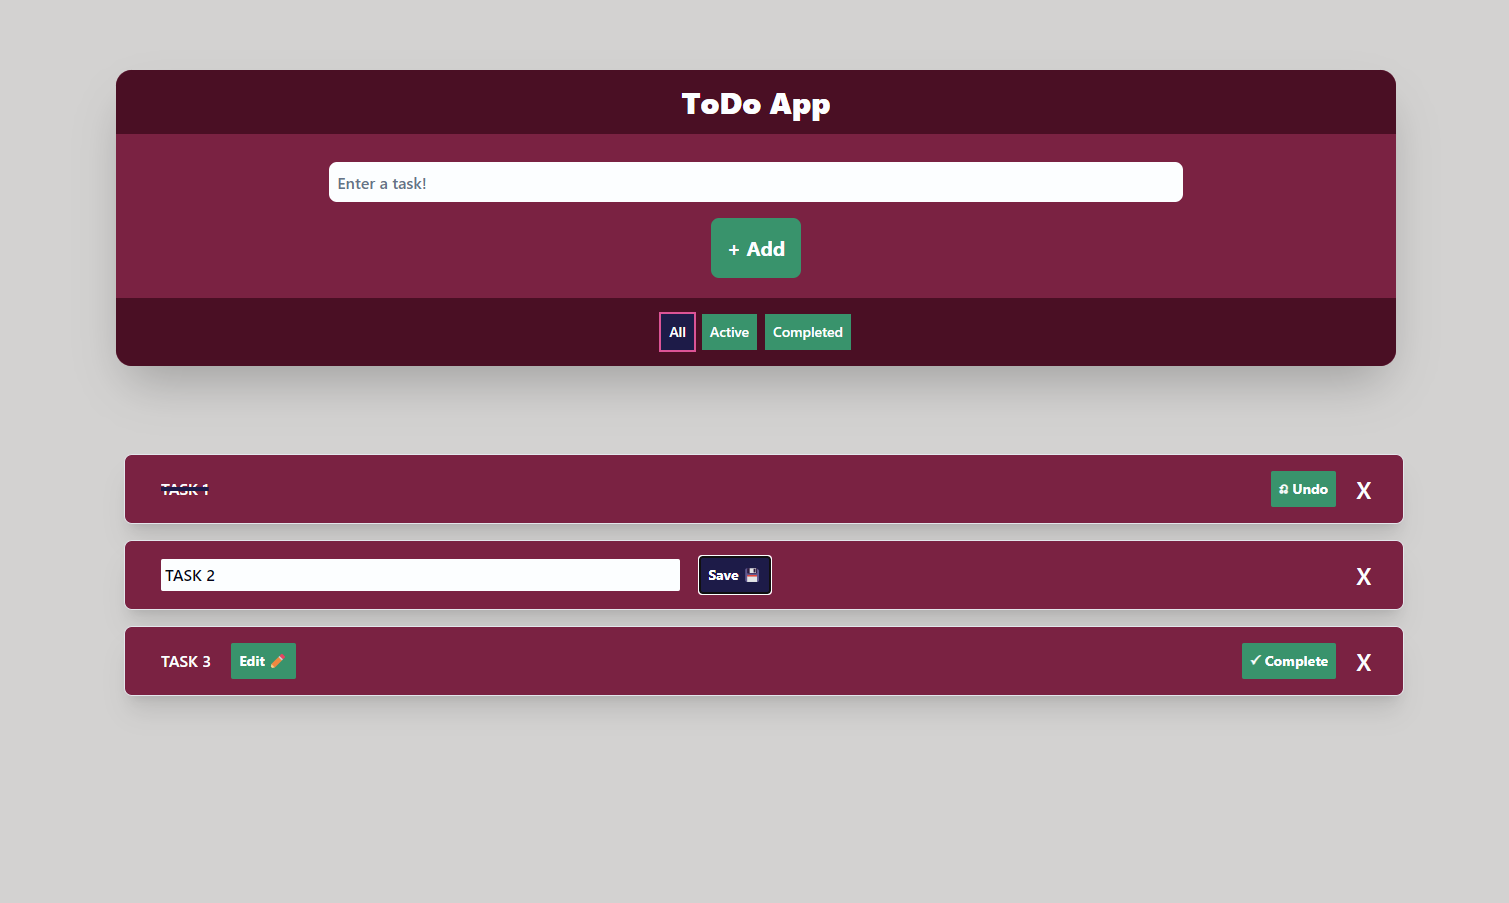 ToDo App
Enter a task!
+ Add
All Active Completed
TASK 1 Undo X
TASK 2 Save 💾 X
TASK 3 Edit ✏️ ✓ Complete X